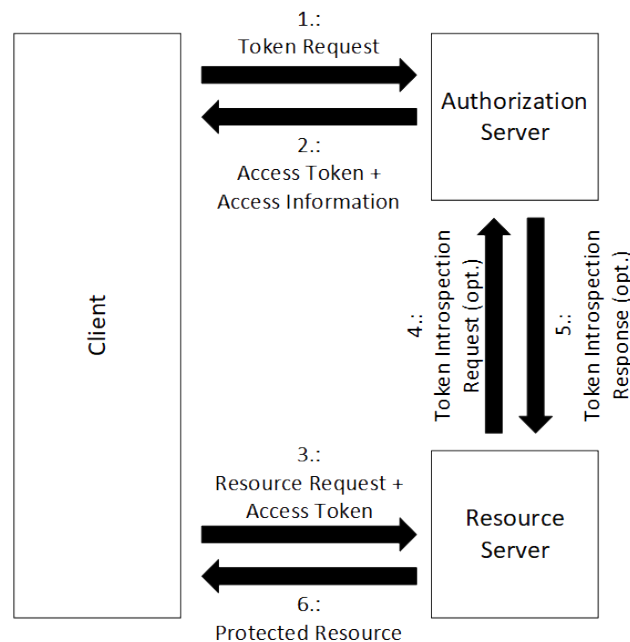 1.:
Token Request
Authorization
Server
2.:
Access Token +
Access Information
Client
4.:
Token Introspection
Request (opt.)
5.:
Token Introspection
Response (opt.)
3.:
Resource Request +
Access Token
Resource
Server
6.:
Protected Resource